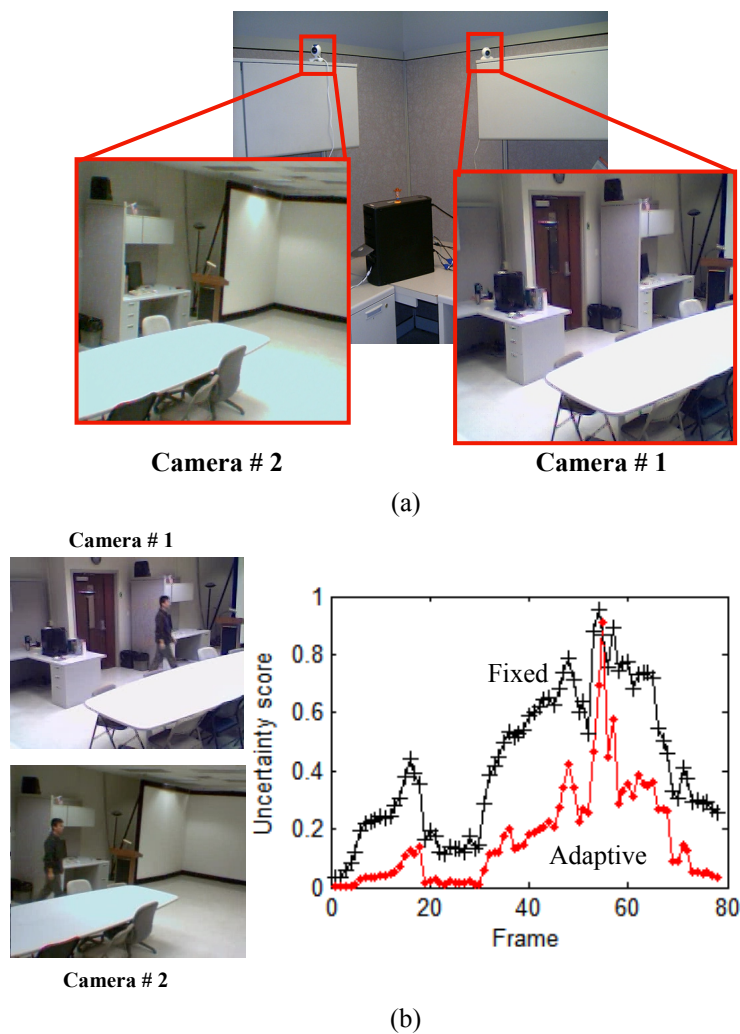 Camera # 2
Camera # 1
(a)
Camera # 1
Camera # 2
Uncertainty score
1
0.8
0.6
0.4
0.2
0
Fixed
Adaptive
0
20
40
60
80
Frame
(b)